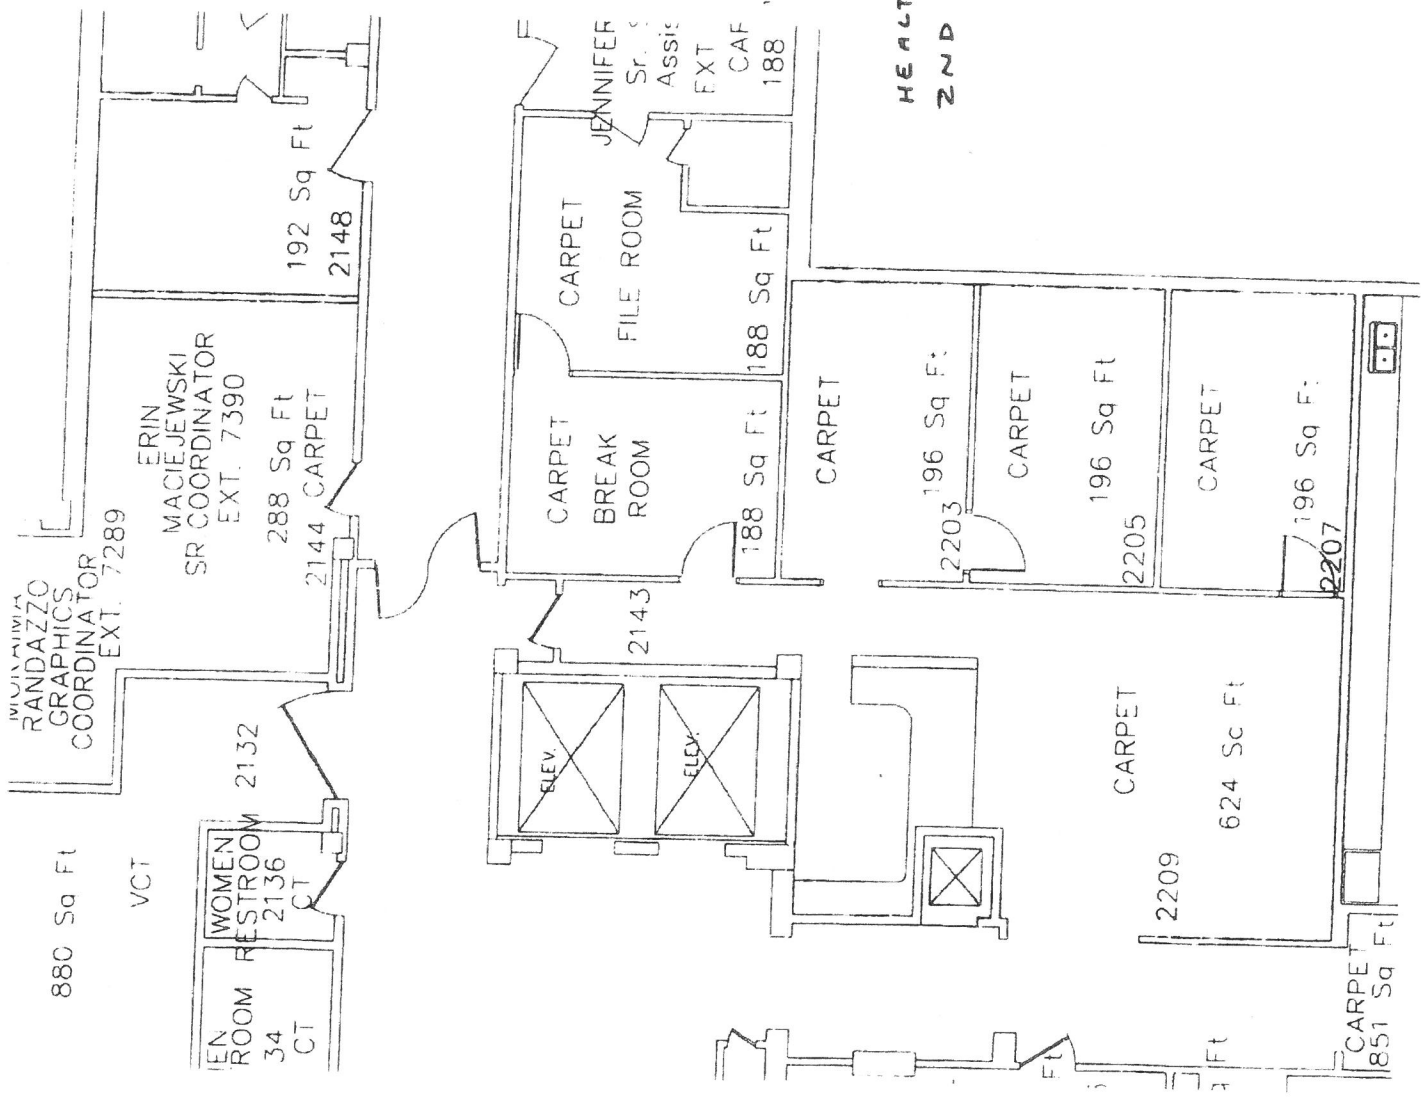 880 Sq Ft
VCT
RANDAZZO
GRAPHICS
COORDINATOR
EXT. 7289
ERIN
MACIEJEWSKI
SR COORDINATOR
EXT. 7390
288 Sq Ft
2144 CARPET
192 Sq Ft
2148
2132
WOMEN
RESTROOM
2136
CT
EN
ROOM
34
CT
JENNIFER
Sr.
Assis
EXT
CAR
188
CARPET
FILE ROOM
188 Sq Ft
CARPET
BREAK
ROOM
188 Sq Ft
2143
ELEV.
ELEV.
CARPET
196 Sq Ft
2203
CARPET
196 Sq Ft
2205
CARPET
196 Sq Ft
2207
CARPET
624 Sq Ft
2209
CARPET
851 Sq Ft
Ft
Ft
HEALT
2ND